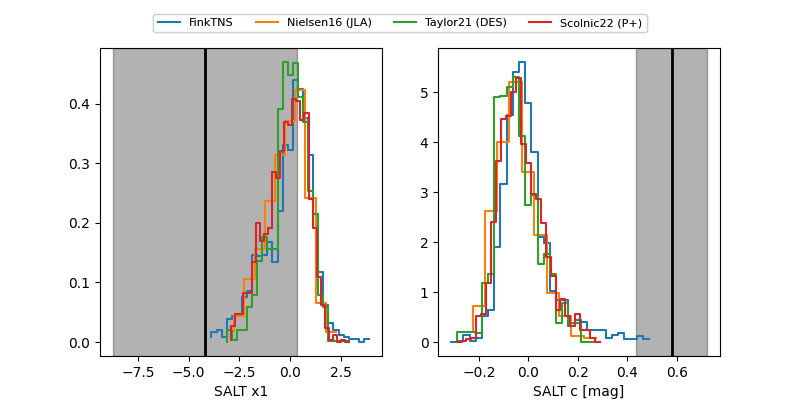 FinkTNS Nielsen16 (JLA) Taylor21 (DES) Scolnic22 (P+)
0.4
0.3
0.2
0.1
0.0
−7.5 −5.0 −2.5 0.0 2.5
SALT x1
5
4
3
2
1
0
−0.2 0.0 0.2 0.4 0.6
SALT c [mag]